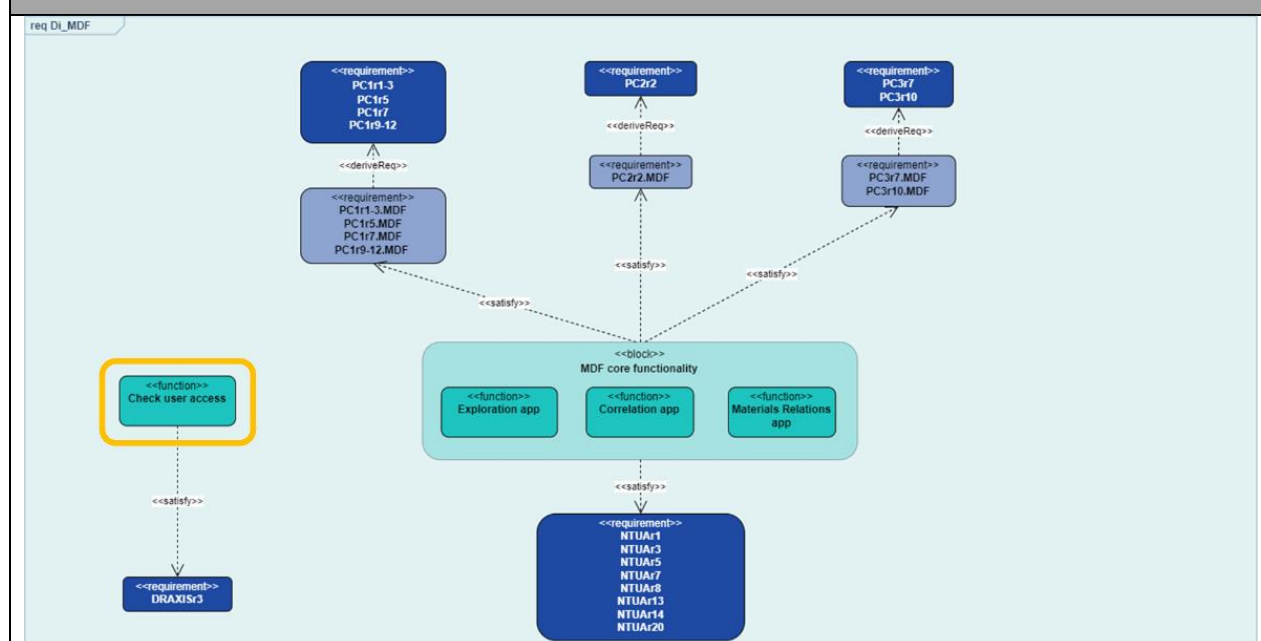 req Di_MDF
<<requirement>>
PC1r1-3
PC1r5
PC1r7
PC1r9-12
<<requirement>>
PC2r2
<<requirement>>
PC3r7
PC3r10
<<deriveReq>>
<<deriveReq>>
<<deriveReq>>
<<requirement>>
PC1r1-3.MDF
PC1r5.MDF
PC1r7.MDF
PC1r9-12.MDF
<<requirement>>
PC2r2.MDF
<<requirement>>
PC3r7.MDF
PC3r10.MDF
<<satisfy>>
<<satisfy>>
<<satisfy>>
<<block>>
MDF core functionality
<<function>>
Check user access
<<function>>
Exploration app
<<function>>
Correlation app
<<function>>
Materials Relations
app
<<satisfy>>
<<satisfy>>
<<requirement>>
DRAXISr3
<<requirement>>
NTUAr1
NTUAr3
NTUAr5
NTUAr7
NTUAr8
NTUAr13
NTUAr14
NTUAr20